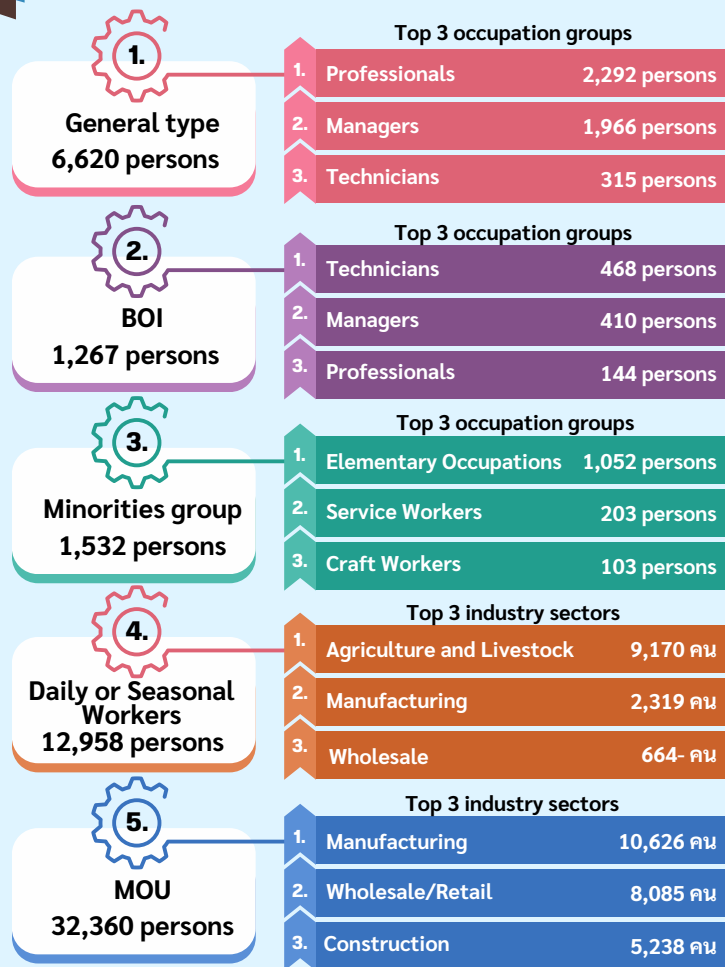 1.
General type
6,620 persons
Top 3 occupation groups
1. Professionals 2,292 persons
2. Managers 1,966 persons
3. Technicians 315 persons
2.
BOI
1,267 persons
Top 3 occupation groups
1. Technicians 468 persons
2. Managers 410 persons
3. Professionals 144 persons
3.
Minorities group
1,532 persons
Top 3 occupation groups
1. Elementary Occupations 1,052 persons
2. Service Workers 203 persons
3. Craft Workers 103 persons
4.
Daily or Seasonal
Workers
12,958 persons
Top 3 industry sectors
1. Agriculture and Livestock 9,170 คน
2. Manufacturing 2,319 คน
3. Wholesale 664- คน
5.
MOU
32,360 persons
Top 3 industry sectors
1. Manufacturing 10,626 คน
2. Wholesale/Retail 8,085 คน
3. Construction 5,238 คน